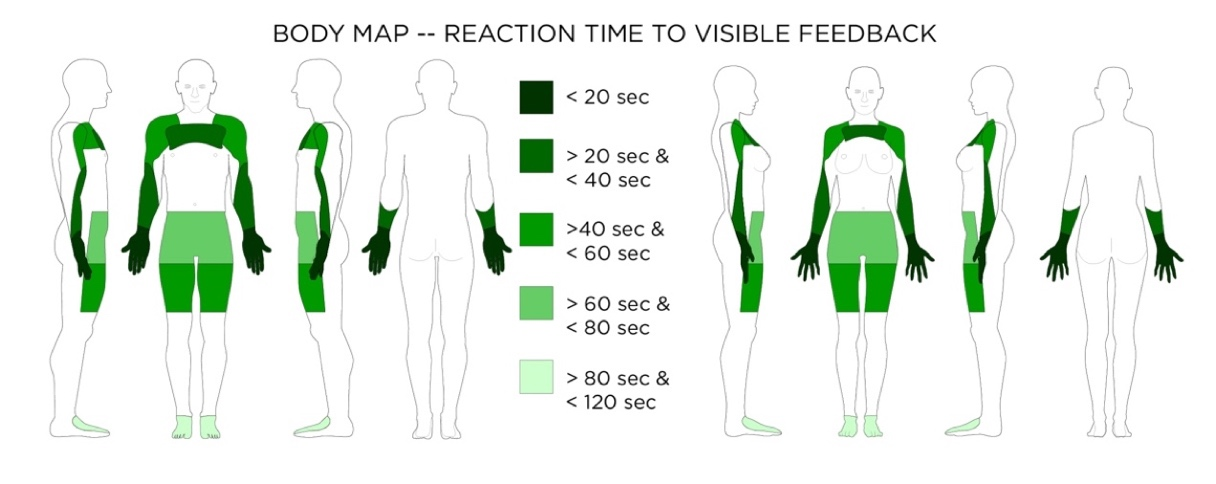 BODY MAP -- REACTION TIME TO VISIBLE FEEDBACK
< 20 sec
> 20 sec &
< 40 sec
>40 sec &
< 60 sec
> 60 sec &
< 80 sec
> 80 sec &
< 120 sec